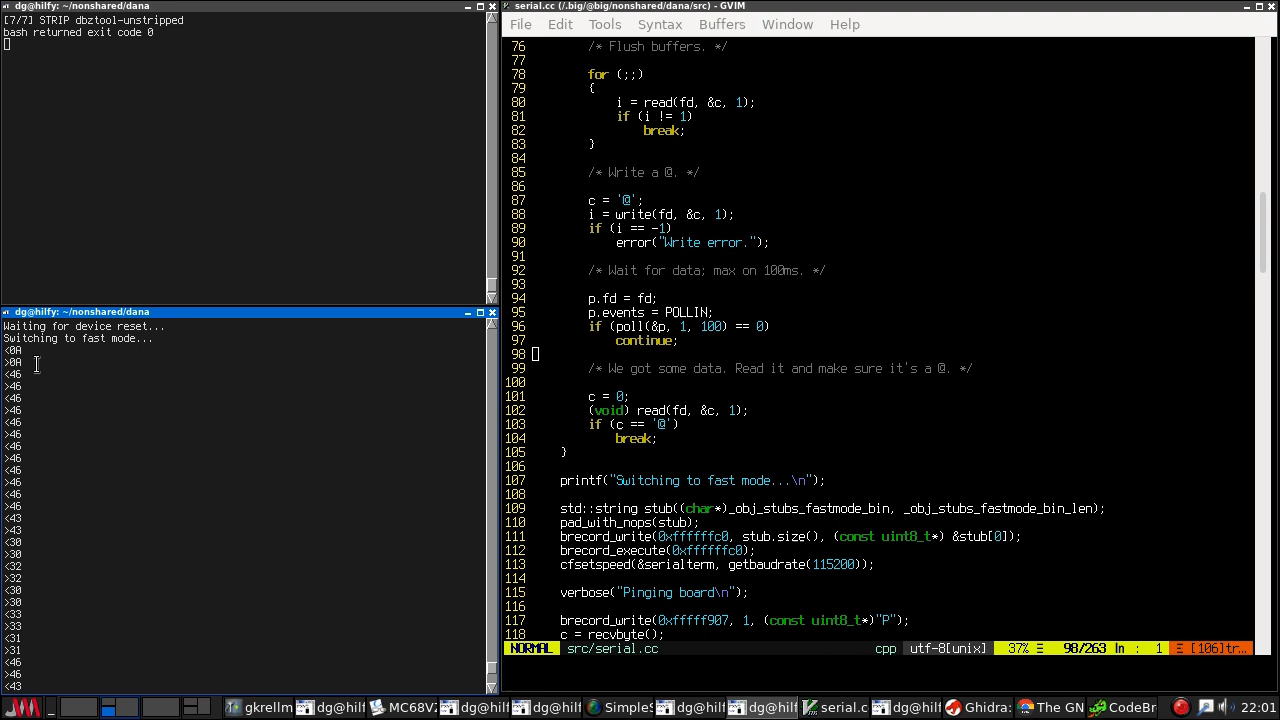 dg@hilfy: ~/nonshared/dana
[7/7] STRIP dbztool-unstripped
bash returned exit code 0
dg@hilfy: ~/nonshared/dana
Waiting for device reset...
Switching to fast mode...
<0A
>0A
<46
>46
<46
>46
<46
>46
<46
>46
<46
>46
<46
>46
<43
>43
<30
>30
<32
>32
<30
>30
<33
>33
<31
>31
<46
>46
<43
serial.cc (/.big/@big/nonshared/dana/src) - GVIM
File Edit Tools Syntax Buffers Window Help
76 /* Flush buffers. */
77
78 for (;;)
79 {
80 i = read(fd, &c, 1);
81 if (i != 1)
82 break;
83 }
84
85 /* Write a @. */
86
87 c = '@';
88 i = write(fd, &c, 1);
89 if (i == -1)
90 error("Write error.");
91
92 /* Wait for data; max on 100ms. */
93
94 p.fd = fd;
95 p.events = POLLIN;
96 if (poll(&p, 1, 100) == 0)
97 continue;
98
99 /* We got some data. Read it and make sure it's a @. */
100
101 c = 0;
102 (void) read(fd, &c, 1);
103 if (c == '@')
104 break;
105 }
106
107 printf("Switching to fast mode...\n");
108
109 std::string stub((char*)_obj_stubs_fastmode_bin, _obj_stubs_fastmode_bin_len);
110 pad_with_nops(stub);
111 brecord_write(0xffffffc0, stub.size(), (const uint8_t*) &stub[0]);
112 brecord_execute(0xffffffc0);
113 cfsetspeed(&serialterm, getbaudrate(115200));
114
115 verbose("Pinging board\n");
116
117 brecord_write(0xfffff907, 1, (const uint8_t*)"P");
118 c = recvbyte();
NORMAL src/serial.cc cpp utf-8[unix] 37% Ξ 98/263 ln : 1 Ξ [106]tr…
gkrellm dg@hilf MC68VZ dg@hilf dg@hilf SimpleS dg@hilf dg@hilf serial.c dg@hilf Ghidra: The GN CodeBr 22:01